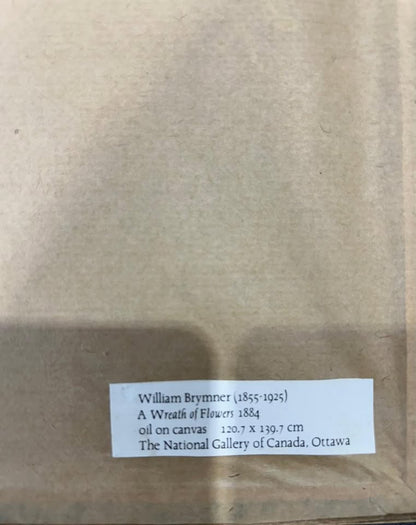 William Brymner (1855-1925)
A Wreath of Flowers 1884
oil on canvas 120.7 x 139.7 cm
The National Gallery of Canada, Ottawa